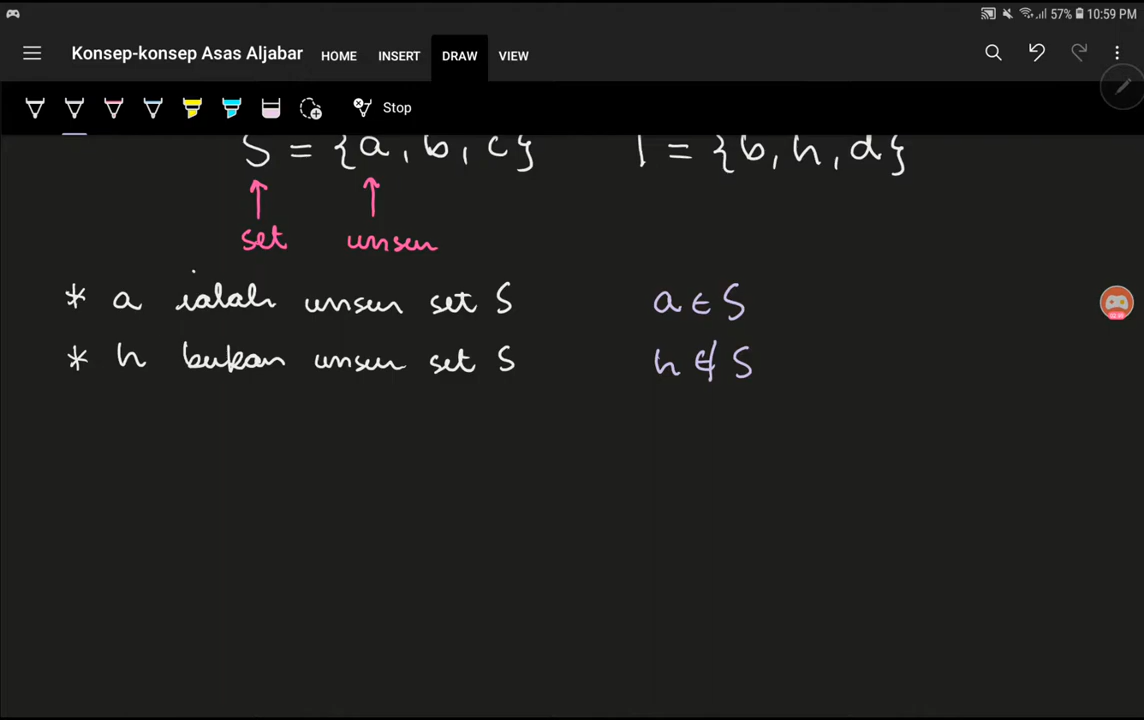 57% 10:59 PM
Konsep-konsep Asas Aljabar HOME INSERT DRAW VIEW
Stop
S = {a, b, c} T = {b, h, d}
set unsur
* a ialah unsur set S a ∈ S
* h bukan unsur set S h ∉ S